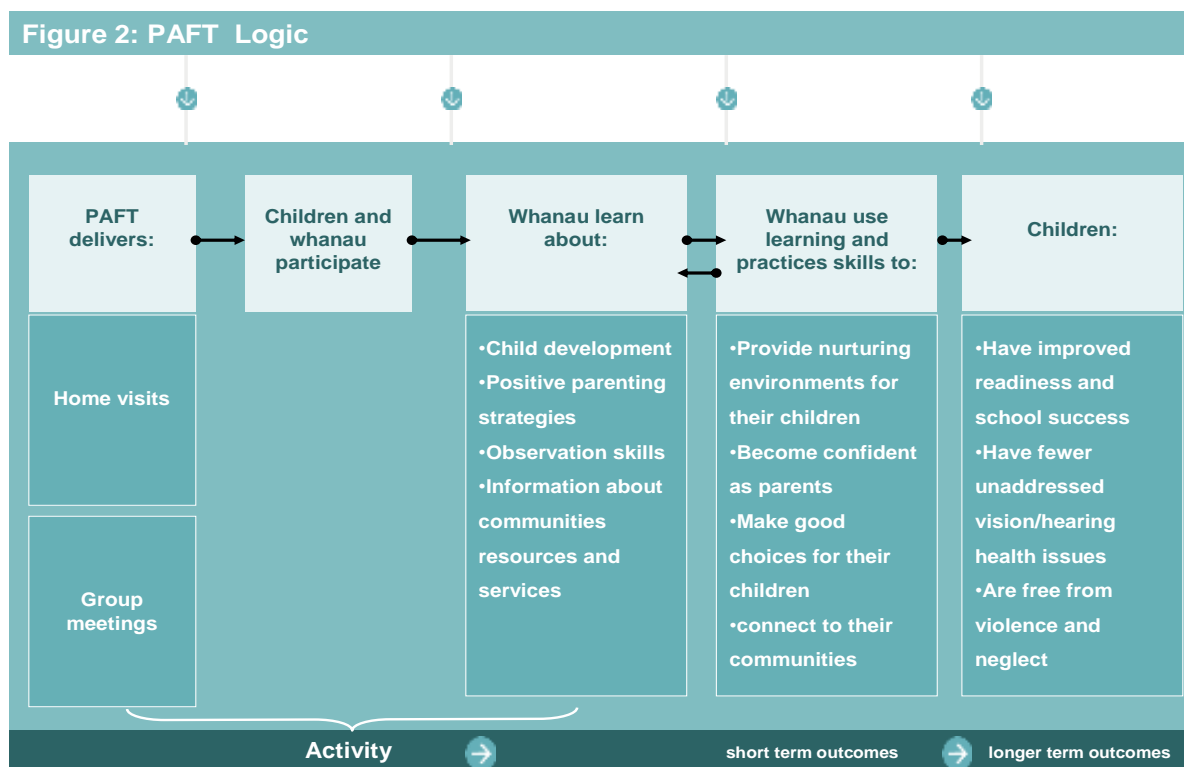 Figure 2: PAFT Logic
PAFT
delivers:
Children and
whanau
participate
Whanau learn
about:
Whanau use
learning and
practices skills to:
Children:
Home visits
Group
meetings
•Child development
•Positive parenting
strategies
•Observation skills
•Information about
communities
resources and
services
•Provide nurturing
environments for
their children
•Become confident
as parents
•Make good
choices for their
children
•connect to their
communities
•Have improved
readiness and
school success
•Have fewer
unaddressed
vision/hearing
health issues
•Are free from
violence and
neglect
Activity
short term outcomes
longer term outcomes